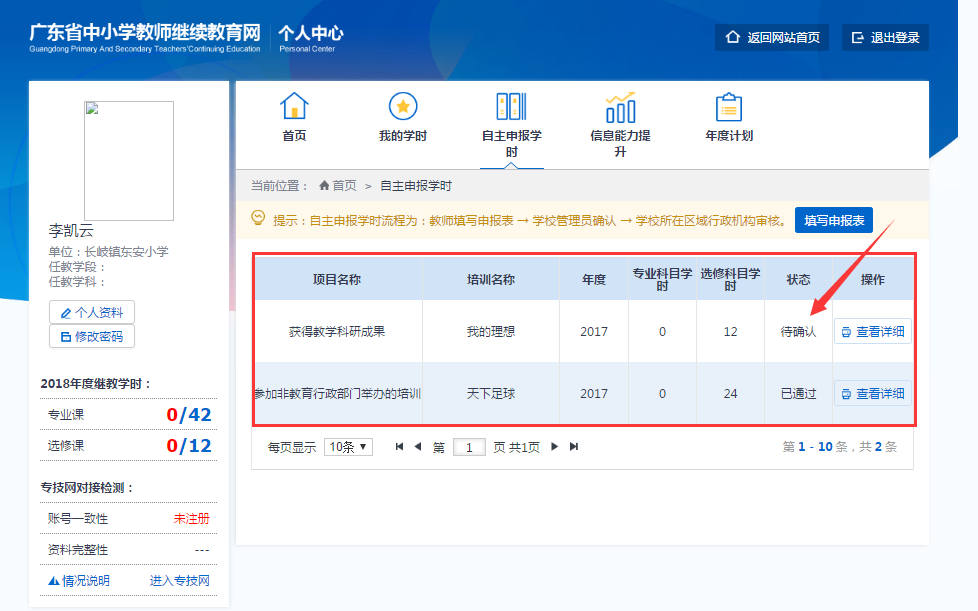 广东省中小学教师继续教育网 个人中心
Guangdong Primary And Secondary Teachers'Continuing Education Personal Center
返回网站首页 退出登录
李凯云
单位：长岐镇东安小学
任教学段：
任教学科：
个人资料
修改密码
2018年度继教学时：
专业课 0/42
选修课 0/12
专技网对接检测：
账号一致性 未注册
资料完整性 ---
情况说明 进入专技网
首页
我的学时
自主申报学
时
信息能力提
升
年度计划
当前位置： 首页 > 自主申报学时
提示：自主申报学时流程为：教师填写申报表 → 学校管理员确认 → 学校所在区域行政机构审核。 填写申报表
项目名称 培训名称 年度 专业科目学时 选修科目学时 状态 操作
获得教学科研成果 我的理想 2017 0 12 待确认 查看详细
参加非教育行政部门举办的培训 天下足球 2017 0 24 已通过 查看详细
每页显示 10条 第 1 页 共1页 第 1 - 10 条，共 2 条